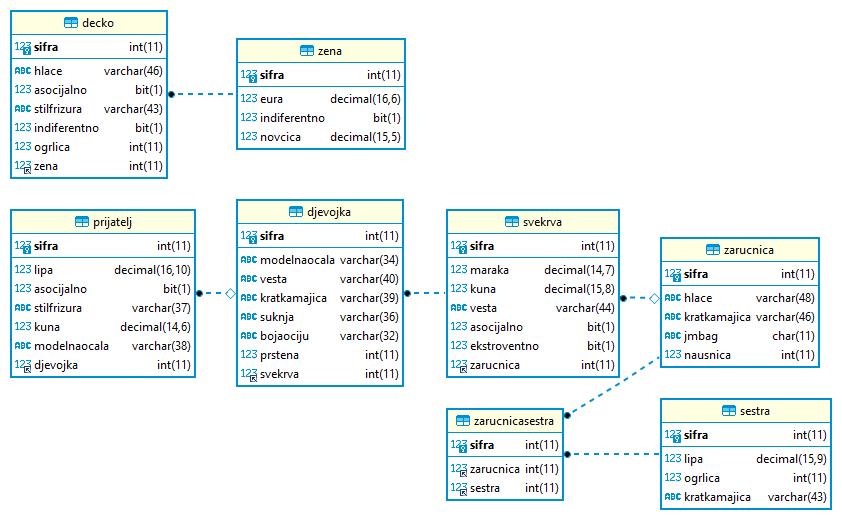 decko
123 sifra int(11)
ABC hlace varchar(46)
123 asocijalno bit(1)
ABC stilfrizura varchar(43)
123 indiferentno bit(1)
123 ogrlica int(11)
123 zena int(11)
zena
123 sifra int(11)
123 eura decimal(16,6)
123 indiferentno bit(1)
123 novcica decimal(15,5)
prijatelj
123 sifra int(11)
123 lipa decimal(16,10)
123 asocijalno bit(1)
ABC stilfrizura varchar(37)
123 kuna decimal(14,6)
ABC modelnaocala varchar(38)
123 djevojka int(11)
djevojka
123 sifra int(11)
ABC modelnaocala varchar(34)
ABC vesta varchar(40)
ABC kratkamajica varchar(39)
ABC suknja varchar(36)
ABC bojaociju varchar(32)
123 prstena int(11)
123 svekrva int(11)
svekrva
123 sifra int(11)
123 maraka decimal(14,7)
123 kuna decimal(15,8)
ABC vesta varchar(44)
123 asocijalno bit(1)
123 ekstroventno bit(1)
123 zarucnica int(11)
zarucnica
123 sifra int(11)
ABC hlace varchar(48)
ABC kratkamajica varchar(46)
ABC jmbag char(11)
123 nausnica int(11)
zarucnicasestra
123 sifra int(11)
123 zarucnica int(11)
123 sestra int(11)
sestra
123 sifra int(11)
123 lipa decimal(15,9)
123 ogrlica int(11)
ABC kratkamajica varchar(43)